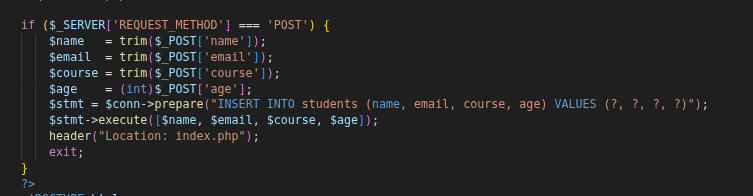 if ($_SERVER['REQUEST_METHOD'] === 'POST') {
    $name   = trim($_POST['name']);
    $email  = trim($_POST['email']);
    $course = trim($_POST['course']);
    $age    = (int)$_POST['age'];
    $stmt = $conn->prepare("INSERT INTO students (name, email, course, age) VALUES (?, ?, ?, ?)");
    $stmt->execute([$name, $email, $course, $age]);
    header("Location: index.php");
    exit;
}
?>